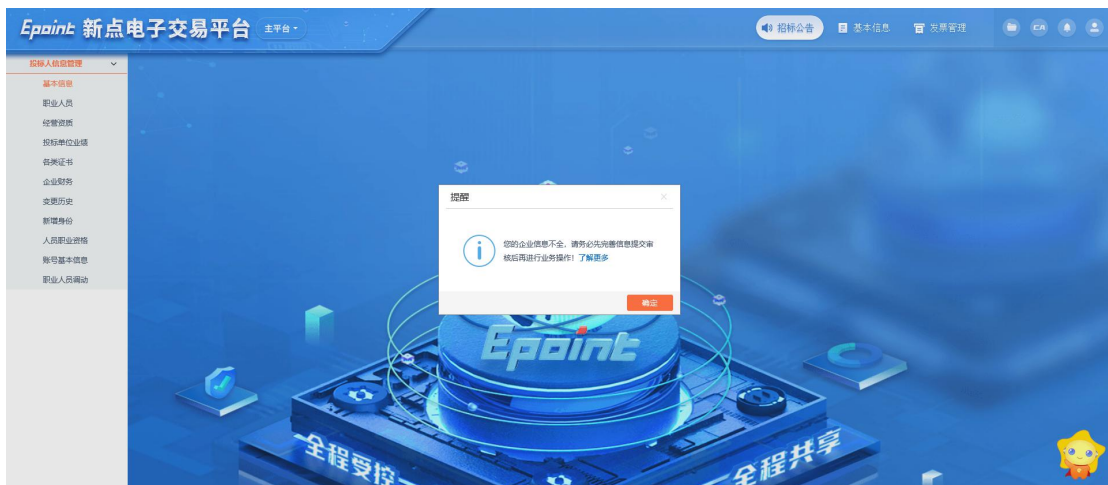 Epoint 新点电子交易平台 主平台
招标公告 基本信息 发票管理 CA
投标人信息管理
基本信息
职业人员
经营资质
投标单位业绩
各类证书
企业财务
变更历史
新增身份
人员职业资格
账号基本信息
职业人员调动
提醒
您的企业信息不全，请务必先完善信息提交审
核后再进行业务操作！了解更多
确定
Epoint
全程受控
全程共享